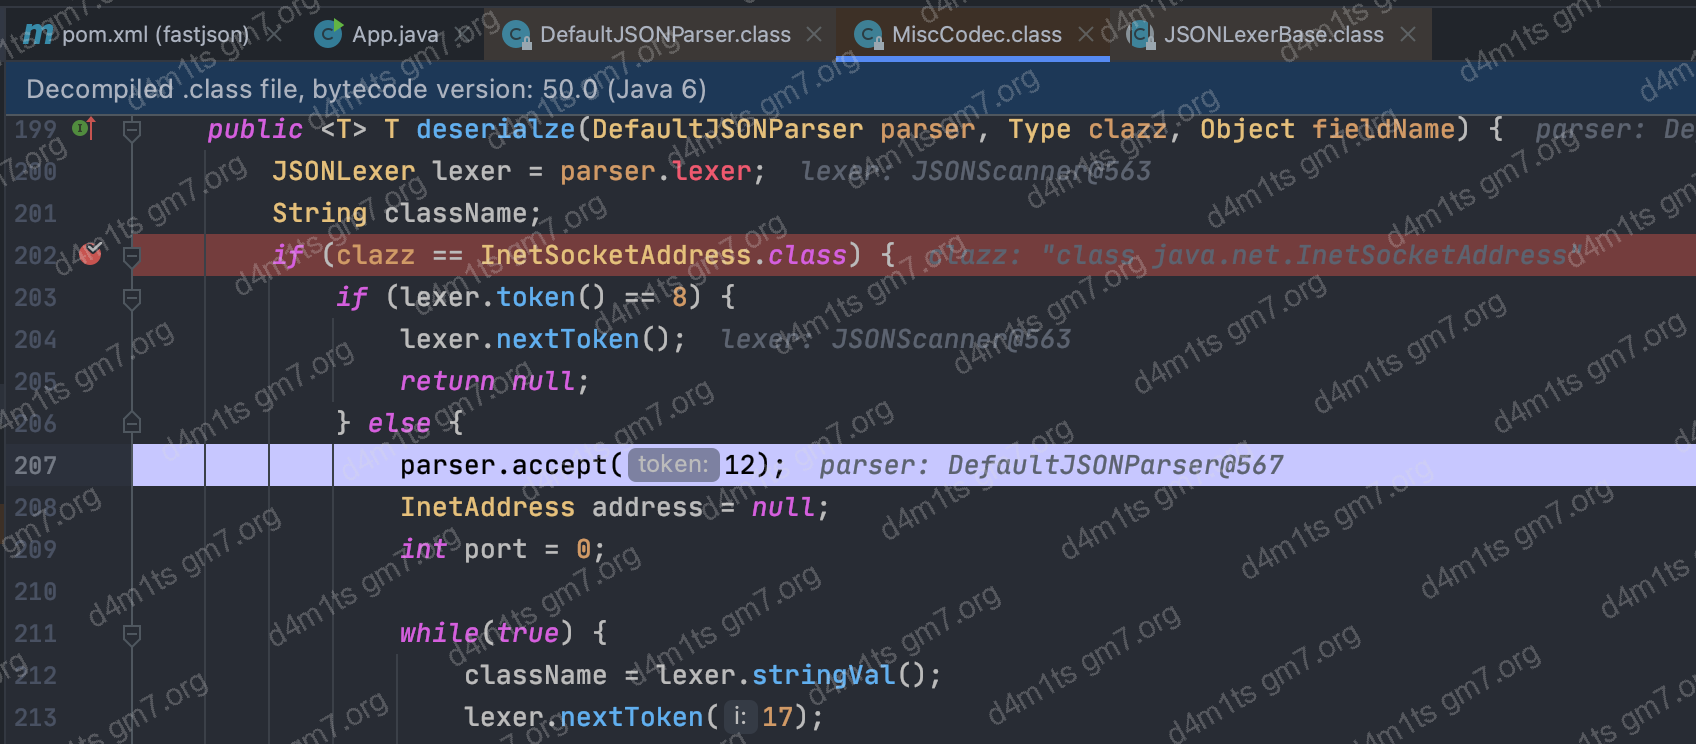 pom.xml (fastjson) App.java DefaultJSONParser.class MiscCodec.class JSONLexerBase.class
Decompiled .class file, bytecode version: 50.0 (Java 6)
199 public <T> T deserialze(DefaultJSONParser parser, Type clazz, Object fieldName) { parser: De
200 JSONLexer lexer = parser.lexer; lexer: JSONScanner@563
201 String className;
202 if (clazz == InetSocketAddress.class) { clazz: "class java.net.InetSocketAddress"
203 if (lexer.token() == 8) {
204 lexer.nextToken(); lexer: JSONScanner@563
205 return null;
206 } else {
207 parser.accept( token: 12); parser: DefaultJSONParser@567
208 InetAddress address = null;
209 int port = 0;
210
211 while(true) {
212 className = lexer.stringVal();
213 lexer.nextToken( i: 17);
d4m1ts gm7.org